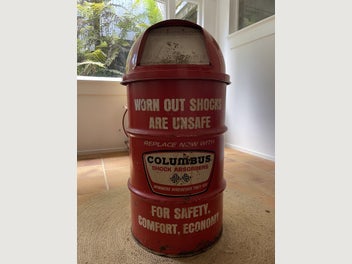 WORN OUT SHOCKS
ARE UNSAFE
REPLACE NOW WITH
COLUMBUS
SHOCK ABSORBERS
FOR SAFETY,
COMFORT, ECONOMY